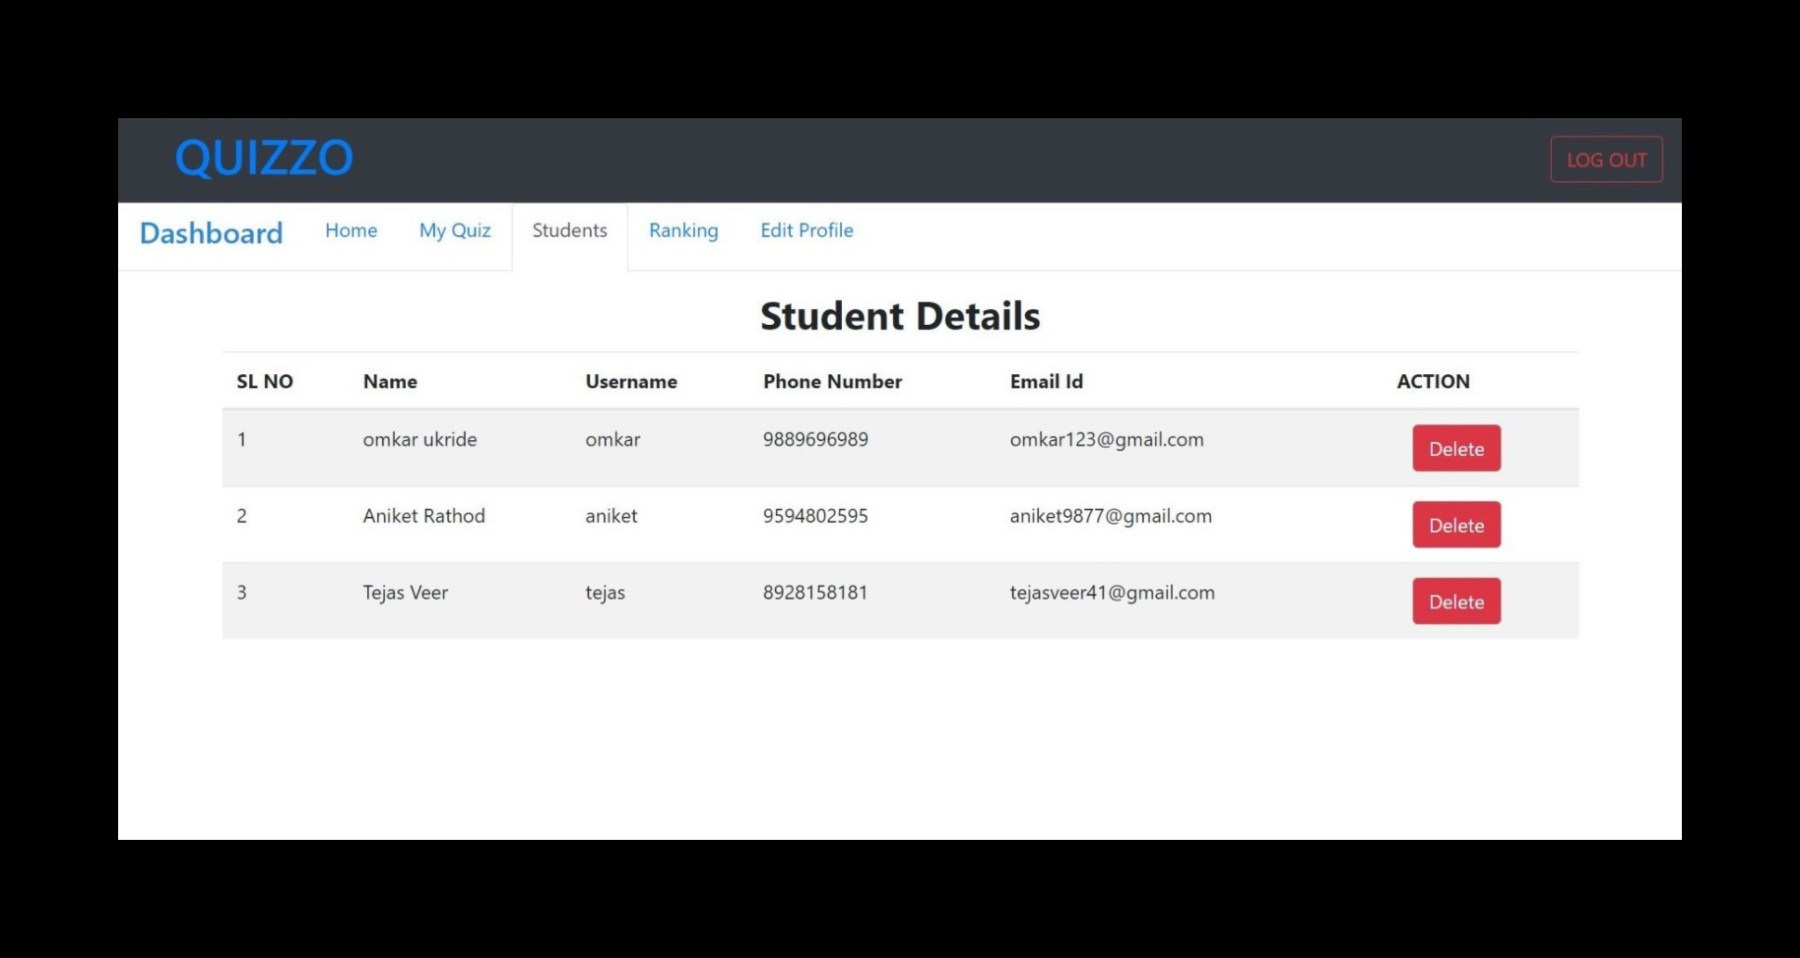 QUIZZO LOG OUT
Dashboard Home My Quiz Students Ranking Edit Profile
Student Details
SL NO Name Username Phone Number Email Id ACTION
1 omkar ukride omkar 9889696989 omkar123@gmail.com Delete
2 Aniket Rathod aniket 9594802595 aniket9877@gmail.com Delete
3 Tejas Veer tejas 8928158181 tejasveer41@gmail.com Delete